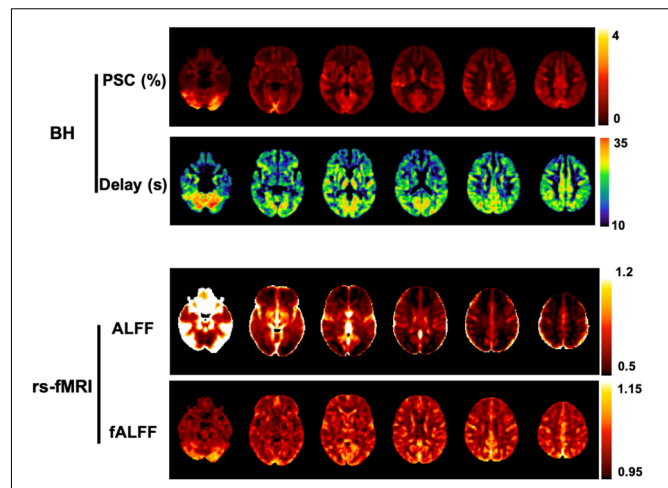 4
PSC (%)
0
BH
35
Delay (s)
10
1.2
ALFF
0.5
rs-fMRI
1.15
fALFF
0.95